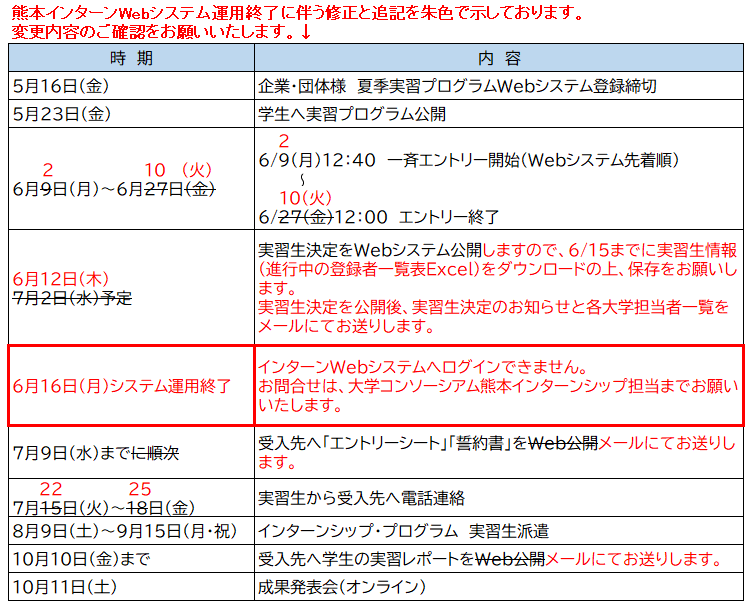 熊本インターンWebシステム運用終了に伴う修正と追記を朱色で示しております。
変更内容のご確認をお願いいたします。↓
時 期
内 容
5月16日(金)
企業・団体様 夏季実習プログラムWebシステム登録締切
5月23日(金)
学生へ実習プログラム公開
2 10 (火)
6月9日(月)～6月27日(金)
2
6/9(月)12:40 一斉エントリー開始(Webシステム先着順)
～
10(火)
6/27(金)12:00 エントリー終了
6月12日(木)
7月2日(水)予定
実習生決定をWebシステム公開しますので、6/15までに実習生情報
(進行中の登録者一覧表Excel)をダウンロードの上、保存をお願いし
ます。
実習生決定を公開後、実習生決定のお知らせと各大学担当者一覧を
メールにてお送りします。
6月16日(月)システム運用終了
インターンWebシステムへログインできません。
お問合せは、大学コンソーシアム熊本インターンシップ担当までお願い
いたします。
7月9日(水)までに順次
受入先へ「エントリーシート」「誓約書」をWeb公開メールにてお送りし
ます。
22 25
7月15日(火)～18日(金)
実習生から受入先へ電話連絡
8月9日(土)～9月15日(月・祝)
インターンシップ・プログラム 実習生派遣
10月10日(金)まで
受入先へ学生の実習レポートをWeb公開メールにてお送りします。
10月11日(土)
成果発表会(オンライン)